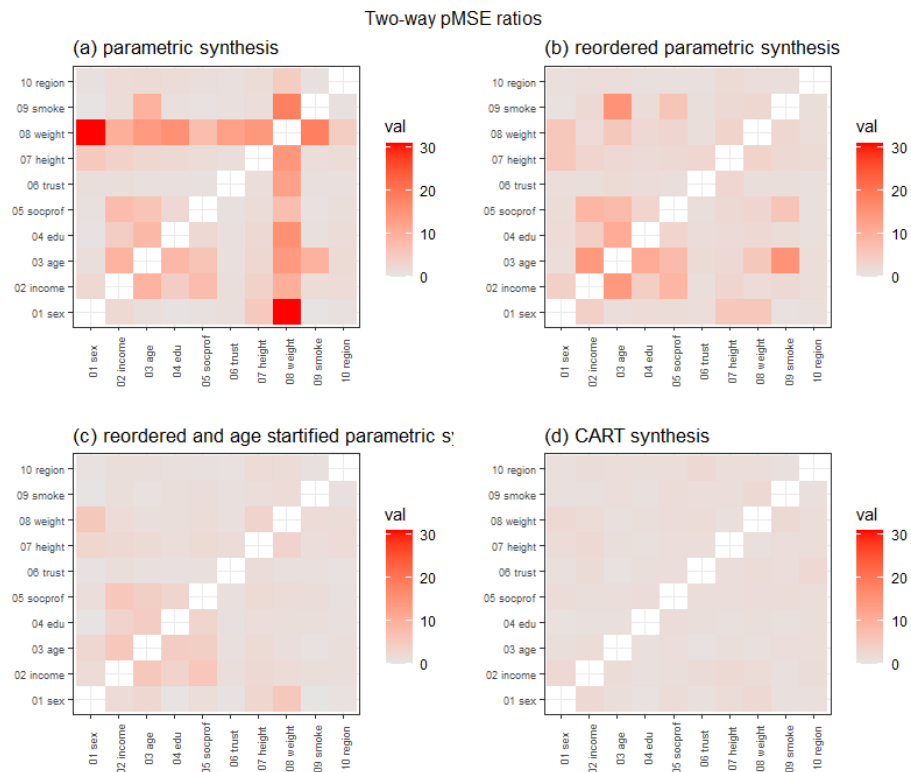 Two-way pMSE ratios
(a) parametric synthesis
10 region
09 smoke
08 weight
07 height
06 trust
05 socprof
04 edu
03 age
02 income
01 sex
01 sex
02 income
03 age
04 edu
05 socprof
06 trust
07 height
08 weight
09 smoke
10 region
val
30
20
10
0
(b) reordered parametric synthesis
10 region
09 smoke
08 weight
07 height
06 trust
05 socprof
04 edu
03 age
02 income
01 sex
01 sex
02 income
03 age
04 edu
05 socprof
06 trust
07 height
08 weight
09 smoke
10 region
val
30
20
10
0
(c) reordered and age startified parametric sy
10 region
09 smoke
08 weight
07 height
06 trust
05 socprof
04 edu
03 age
02 income
01 sex
01 sex
02 income
03 age
04 edu
05 socprof
06 trust
07 height
08 weight
09 smoke
10 region
val
30
20
10
0
(d) CART synthesis
10 region
09 smoke
08 weight
07 height
06 trust
05 socprof
04 edu
03 age
02 income
01 sex
01 sex
02 income
03 age
04 edu
05 socprof
06 trust
07 height
08 weight
09 smoke
10 region
val
30
20
10
0